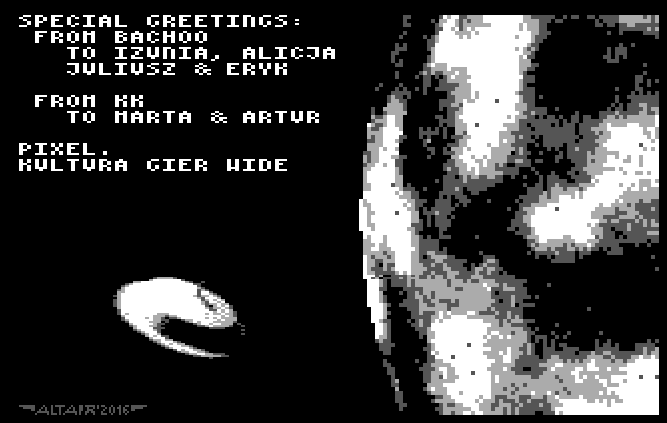 SPECIAL GREETINGS:
FROM BACHOO
TO IZVNIA, ALICJA
JVLIVSZ & ERYK
FROM KK
TO MARTA & ARTVR
PIXEL.
KVLTVRA GIER WIDE
ALTAIR'2016